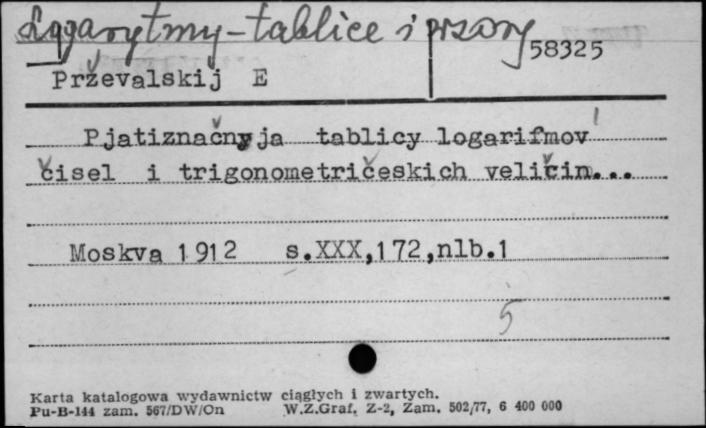 Logarytmy-tablice i wzory
58325
Prževalskij E
Pjatiznačnyja tablicy logarifmov
čisel i trigonometričeskich veličin...
Moskva 1912 s.XXX,172,nlb.1
5
Karta katalogowa wydawnictw ciągłych i zwartych.
Pu-B-144 zam. 567/DW/On W.Z.Graf. Z-2, Zam. 502/77, 6 400 000